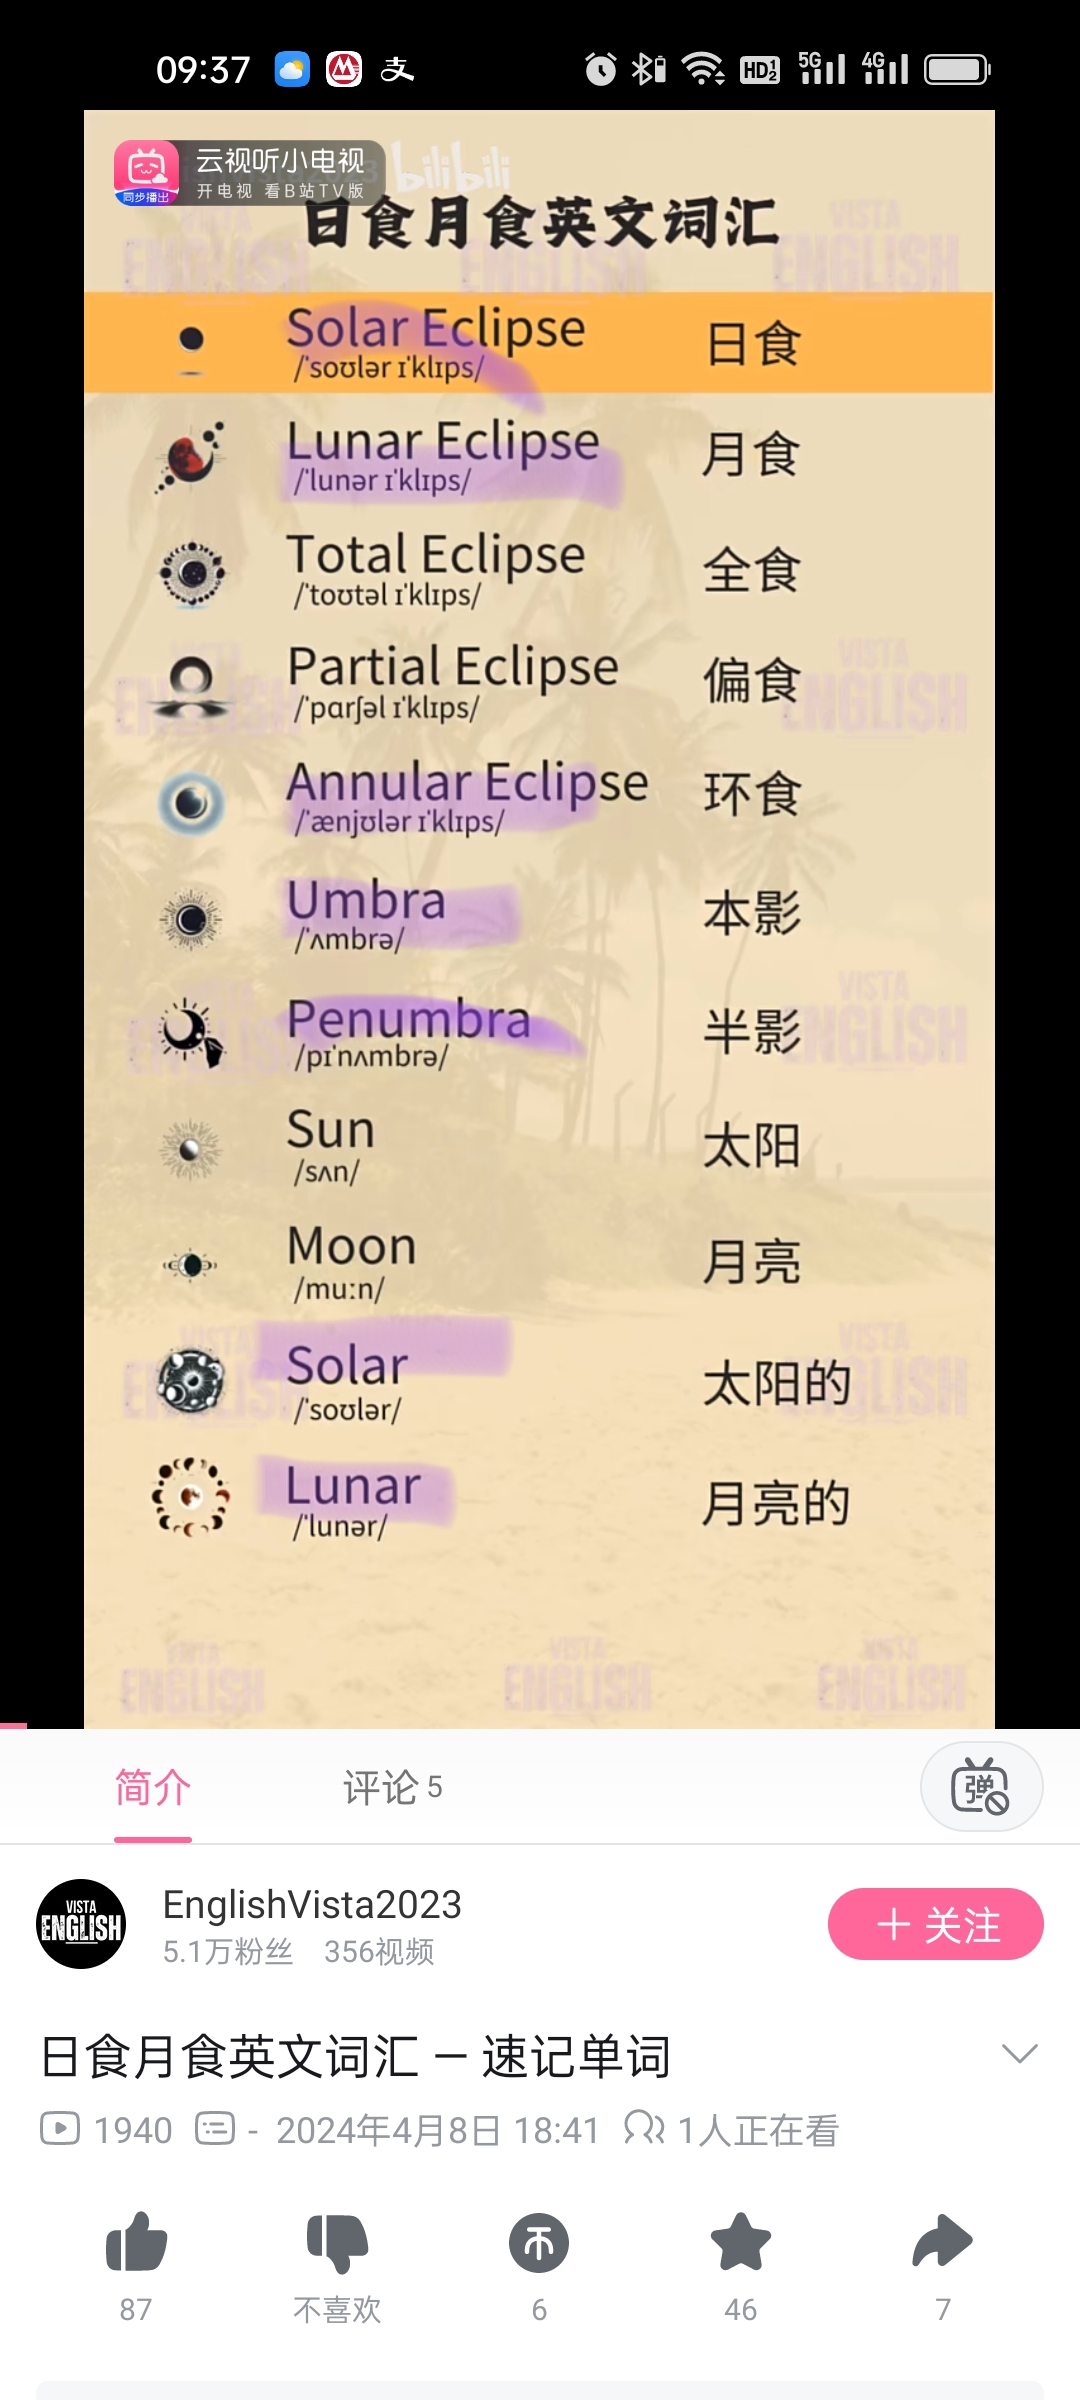 09:37
支
HD 1 2
5G
4G
云视听小电视
开电视 看B站TV版
同步播出
bilibili
日食月食英文词汇
Solar Eclipse
/ˈsoʊlər ɪˈklɪps/
日食
Lunar Eclipse
/ˈlunər ɪˈklɪps/
月食
Total Eclipse
/ˈtoʊtəl ɪˈklɪps/
全食
Partial Eclipse
/ˈpɑrʃəl ɪˈklɪps/
偏食
Annular Eclipse
/ˈænjʊlər ɪˈklɪps/
环食
Umbra
/ˈʌmbrə/
本影
Penumbra
/pɪˈnʌmbrə/
半影
Sun
/sʌn/
太阳
Moon
/muːn/
月亮
Solar
/ˈsoʊlər/
太阳的
Lunar
/ˈlunər/
月亮的
VISTA
ENGLISH
VISTA
ENGLISH
VISTA
ENGLISH
简介
评论 5
弹
VISTA
ENGLISH
EnglishVista2023
5.1万粉丝 356视频
+ 关注
日食月食英文词汇 – 速记单词
1940 - 2024年4月8日 18:41 1人正在看
87
不喜欢
6
46
7